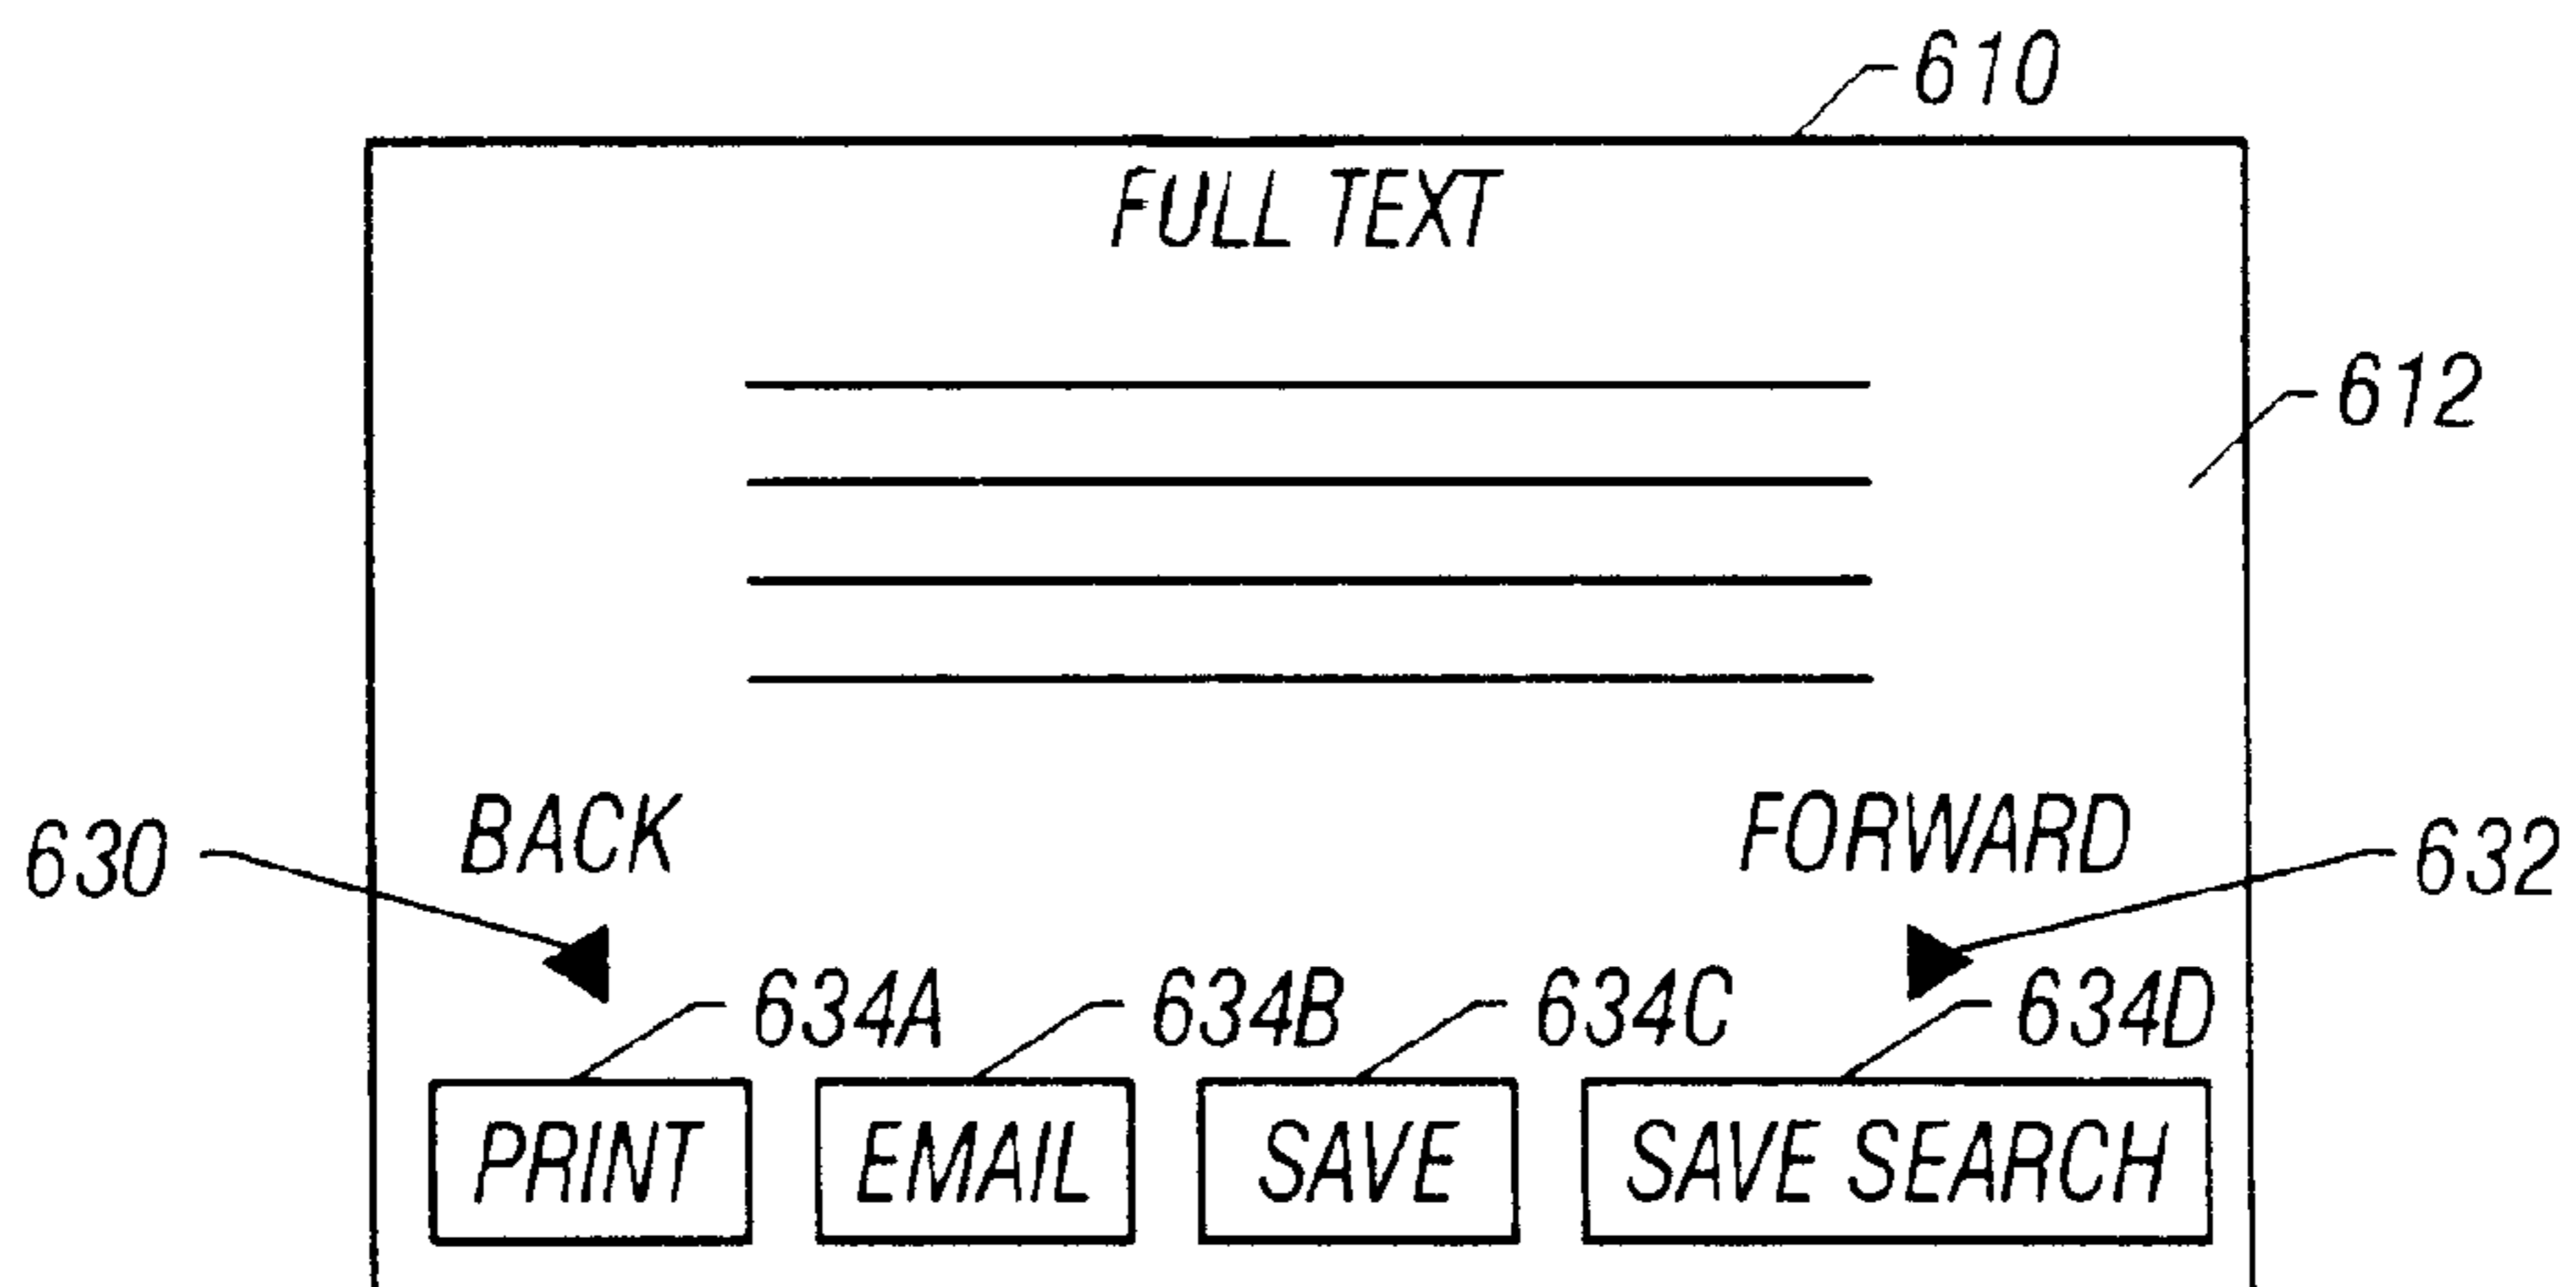 610
FULL TEXT
612
BACK FORWARD
630 632
634A 634B 634C 634D
PRINT EMAIL SAVE SAVE SEARCH